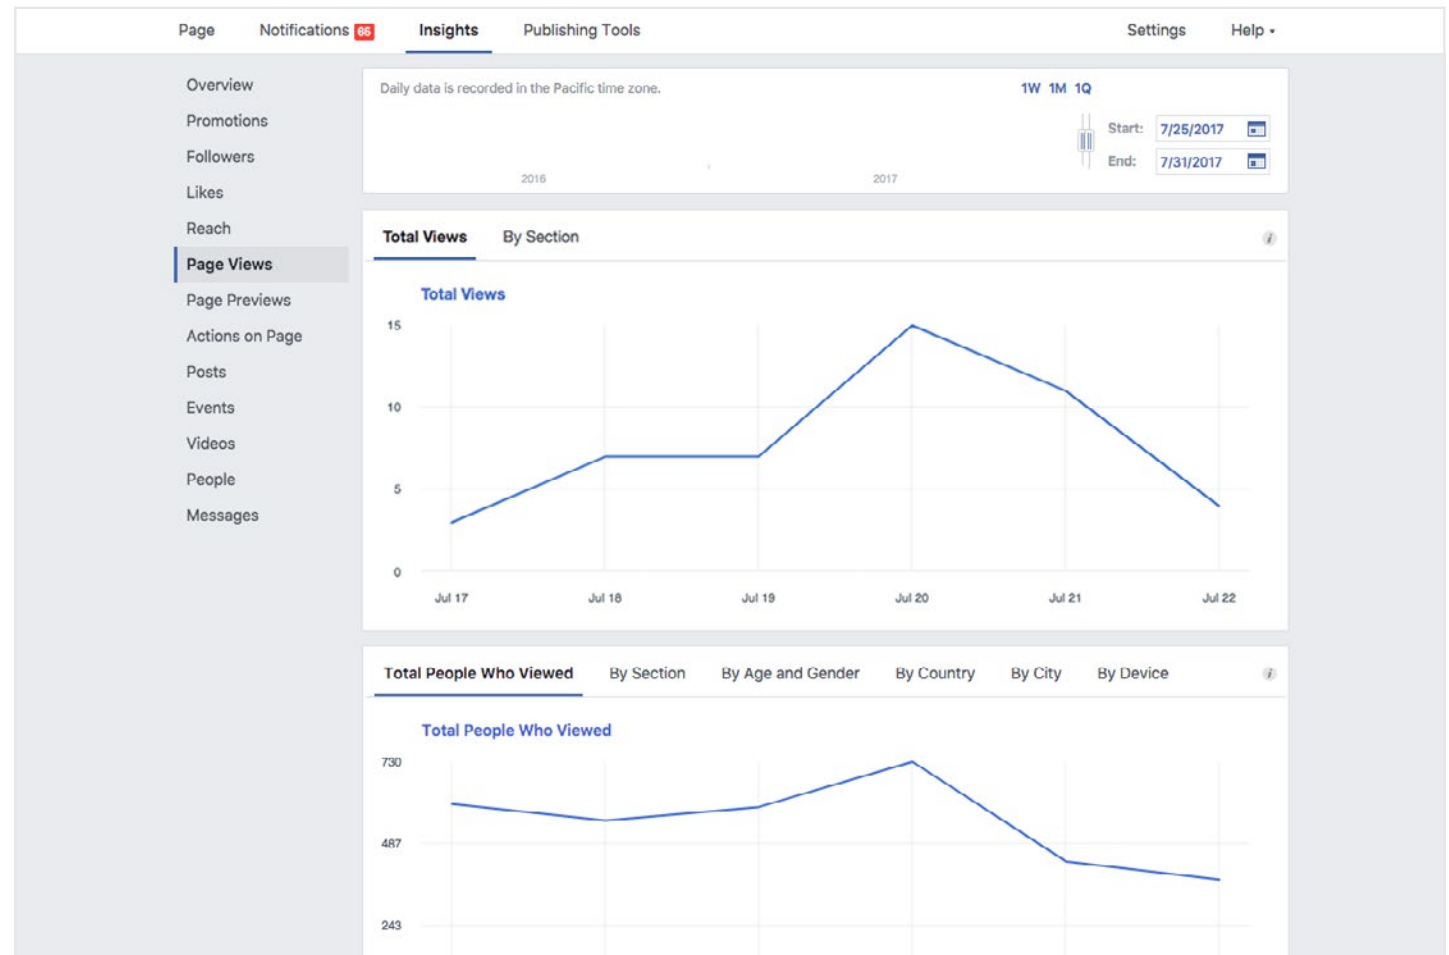 Page Notifications 66 Insights Publishing Tools Settings Help
Overview
Promotions
Followers
Likes
Reach
Page Views
Page Previews
Actions on Page
Posts
Events
Videos
People
Messages
Daily data is recorded in the Pacific time zone.
1W 1M 1Q
Start: 7/25/2017
End: 7/31/2017
2016 2017
Total Views By Section
Total Views
15
10
5
0
Jul 17 Jul 18 Jul 19 Jul 20 Jul 21 Jul 22
Total People Who Viewed By Section By Age and Gender By Country By City By Device
Total People Who Viewed
730
487
243